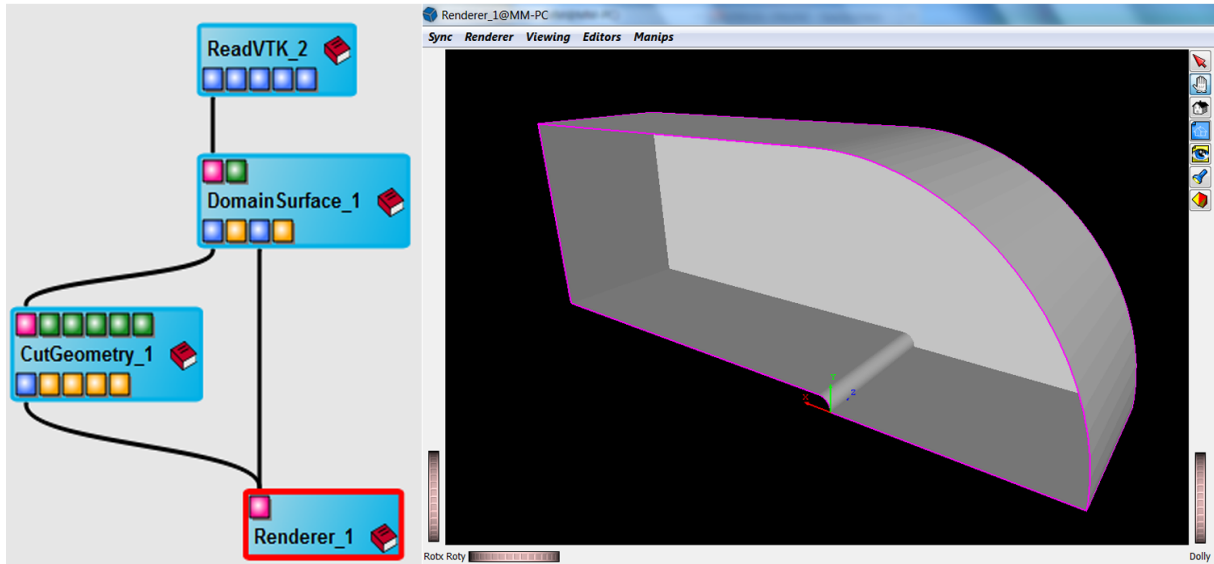 ReadVTK_2
DomainSurface_1
CutGeometry_1
Renderer_1
Renderer_1@MM-PC
Sync Renderer Viewing Editors Manips
X
Y
Z
Rotx Roty
Dolly